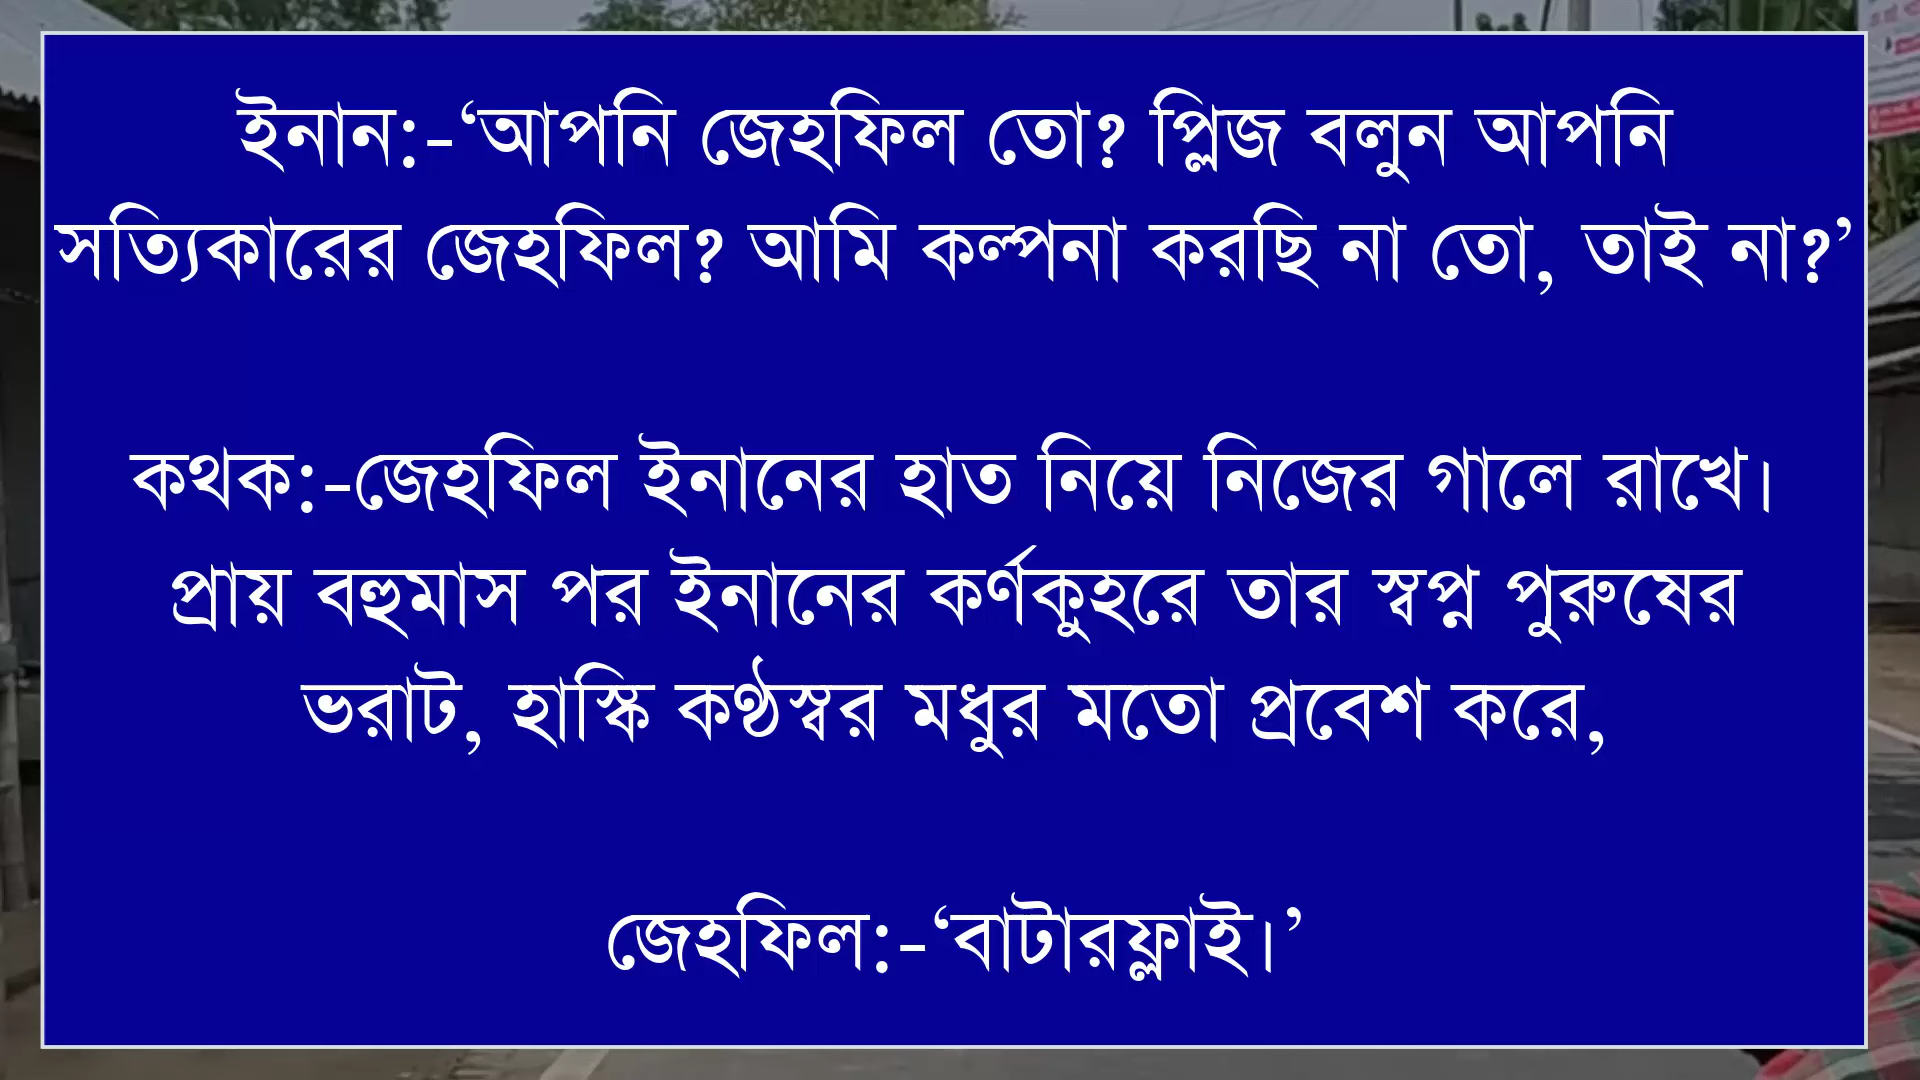 ইনান:-‘আপনি জেহফিল তো? প্লিজ বলুন আপনি
সত্যিকারের জেহফিল? আমি কল্পনা করছি না তো, তাই না?’
কথক:-জেহফিল ইনানের হাত নিয়ে নিজের গালে রাখে।
প্রায় বহুমাস পর ইনানের কর্ণকুহরে তার স্বপ্ন পুরুষের
ভরাট, হাস্কি কণ্ঠস্বর মধুর মতো প্রবেশ করে,
জেহফিল:-‘বাটারফ্লাই।’